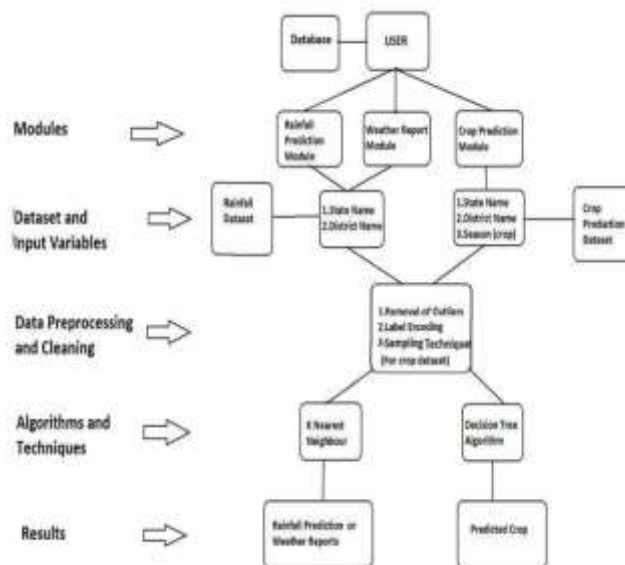 Database
USER
Modules
Rainfall
Prediction
Module
Weather Report
Module
Crop Prediction
Module
Dataset and
Input Variables
Rainfall
Dataset
1.State Name
2.District Name
1.State Name
2.District Name
3.Season (crop)
Crop
Production
Dataset
Data Preprocessing
and Cleaning
1.Removal of Outliers
2.Label Encoding
3.Sampling Technique
(For crop dataset)
Algorithms and
Techniques
K Nearest
Neighbour
Decision Tree
Algorithm
Results
Rainfall Prediction or
Weather Reports
Predicted Crop